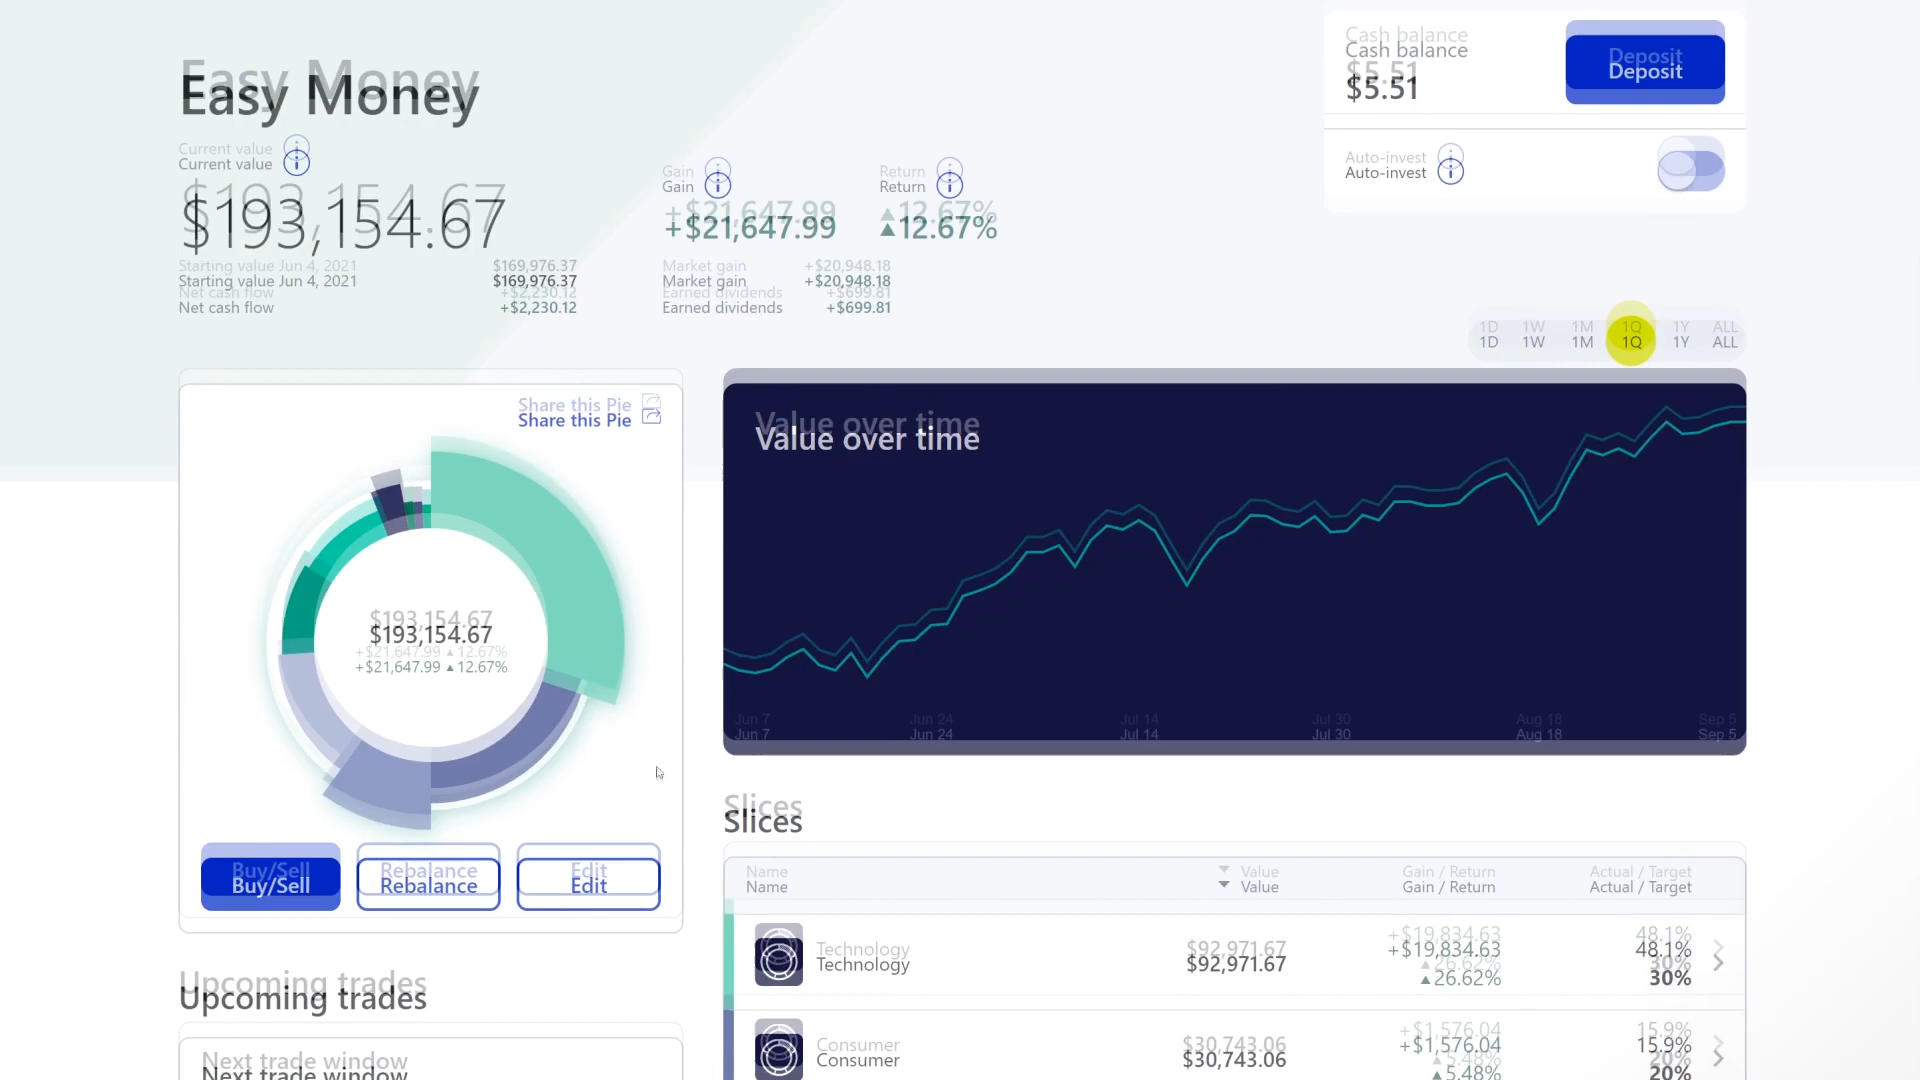 Easy Money
Cash balance
$5.51
Deposit
Auto-invest
Current value
$193,154.67
Starting value Jun 4, 2021 $169,976.37
Net cash flow +$2,230.12
Gain
+$21,647.99
Return
▲12.67%
Market gain +$20,948.18
Earned dividends +$699.81
1D 1W 1M 1Q 1Y ALL
Share this Pie
$193,154.67
+$21,647.99 ▲12.67%
Buy/Sell Rebalance Edit
Value over time
Jun 7 Jun 24 Jul 14 Jul 30 Aug 18 Sep 5
Slices
Name Value Gain / Return Actual / Target
Technology $92,971.67 +$19,834.63 48.1%
▲26.62% 30%
Consumer $30,743.06 +$1,576.04 15.9%
▲5.48% 20%
Upcoming trades
Next trade window